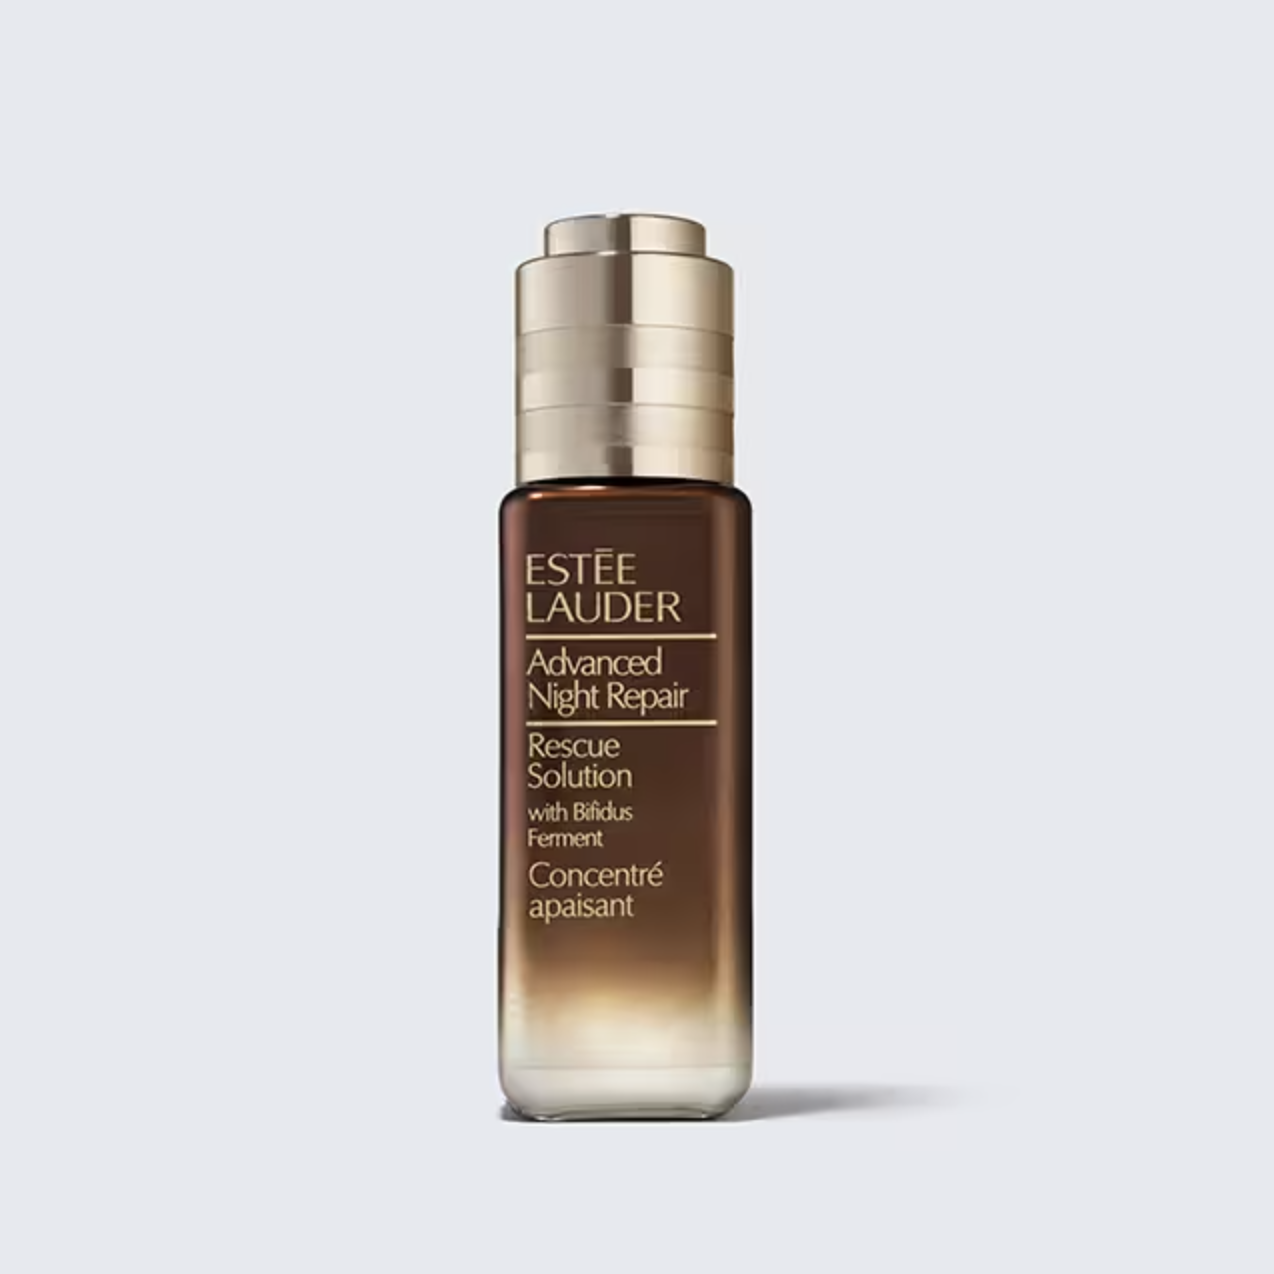 ESTĒE
LAUDER
Advanced
Night Repair
Rescue
Solution
with Bifidus
Ferment
Concentré
apaisant